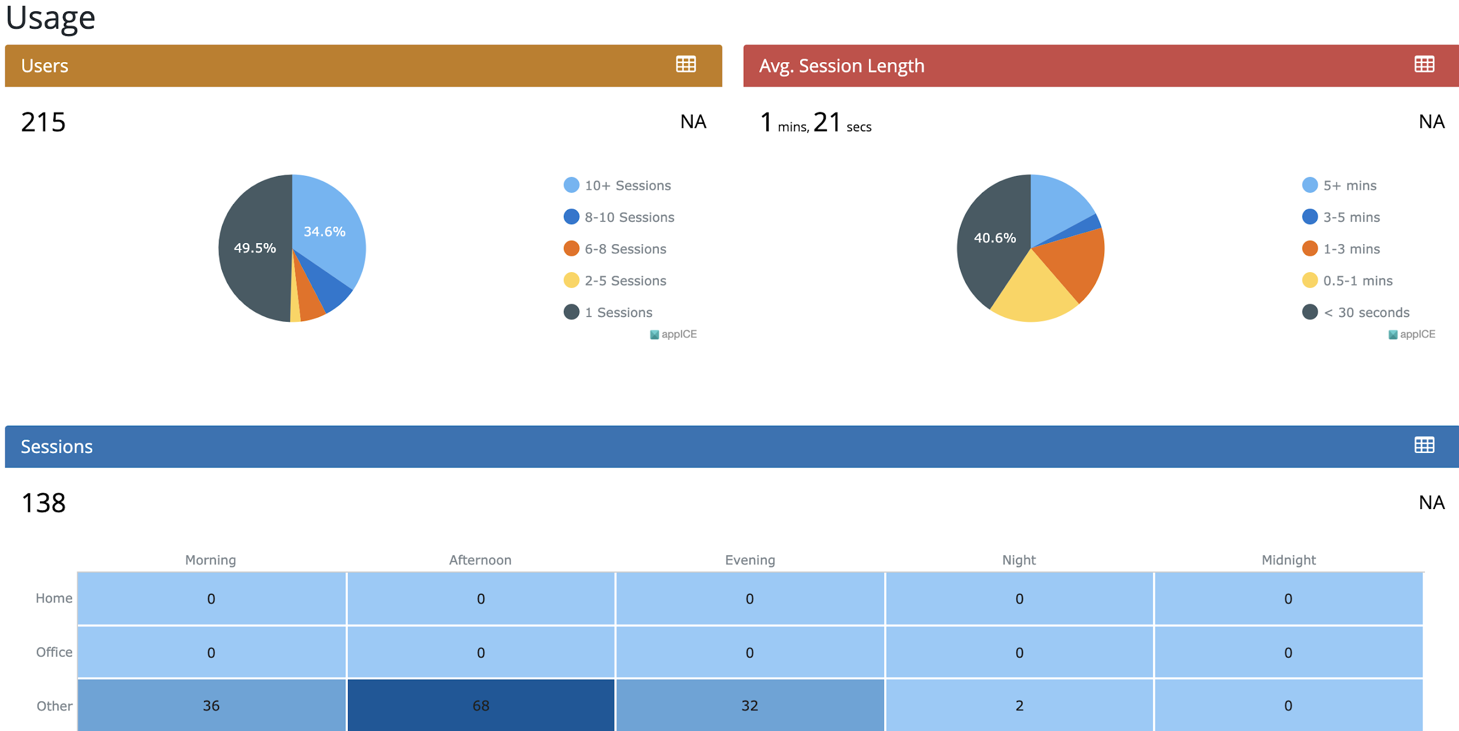 Usage
Users
215
NA
49.5%
34.6%
10+ Sessions
8-10 Sessions
6-8 Sessions
2-5 Sessions
1 Sessions
appICE
Avg. Session Length
1 mins, 21 secs
NA
40.6%
5+ mins
3-5 mins
1-3 mins
0.5-1 mins
< 30 seconds
appICE
Sessions
138
NA
Morning Afternoon Evening Night Midnight
Home 0 0 0 0 0
Office 0 0 0 0 0
Other 36 68 32 2 0